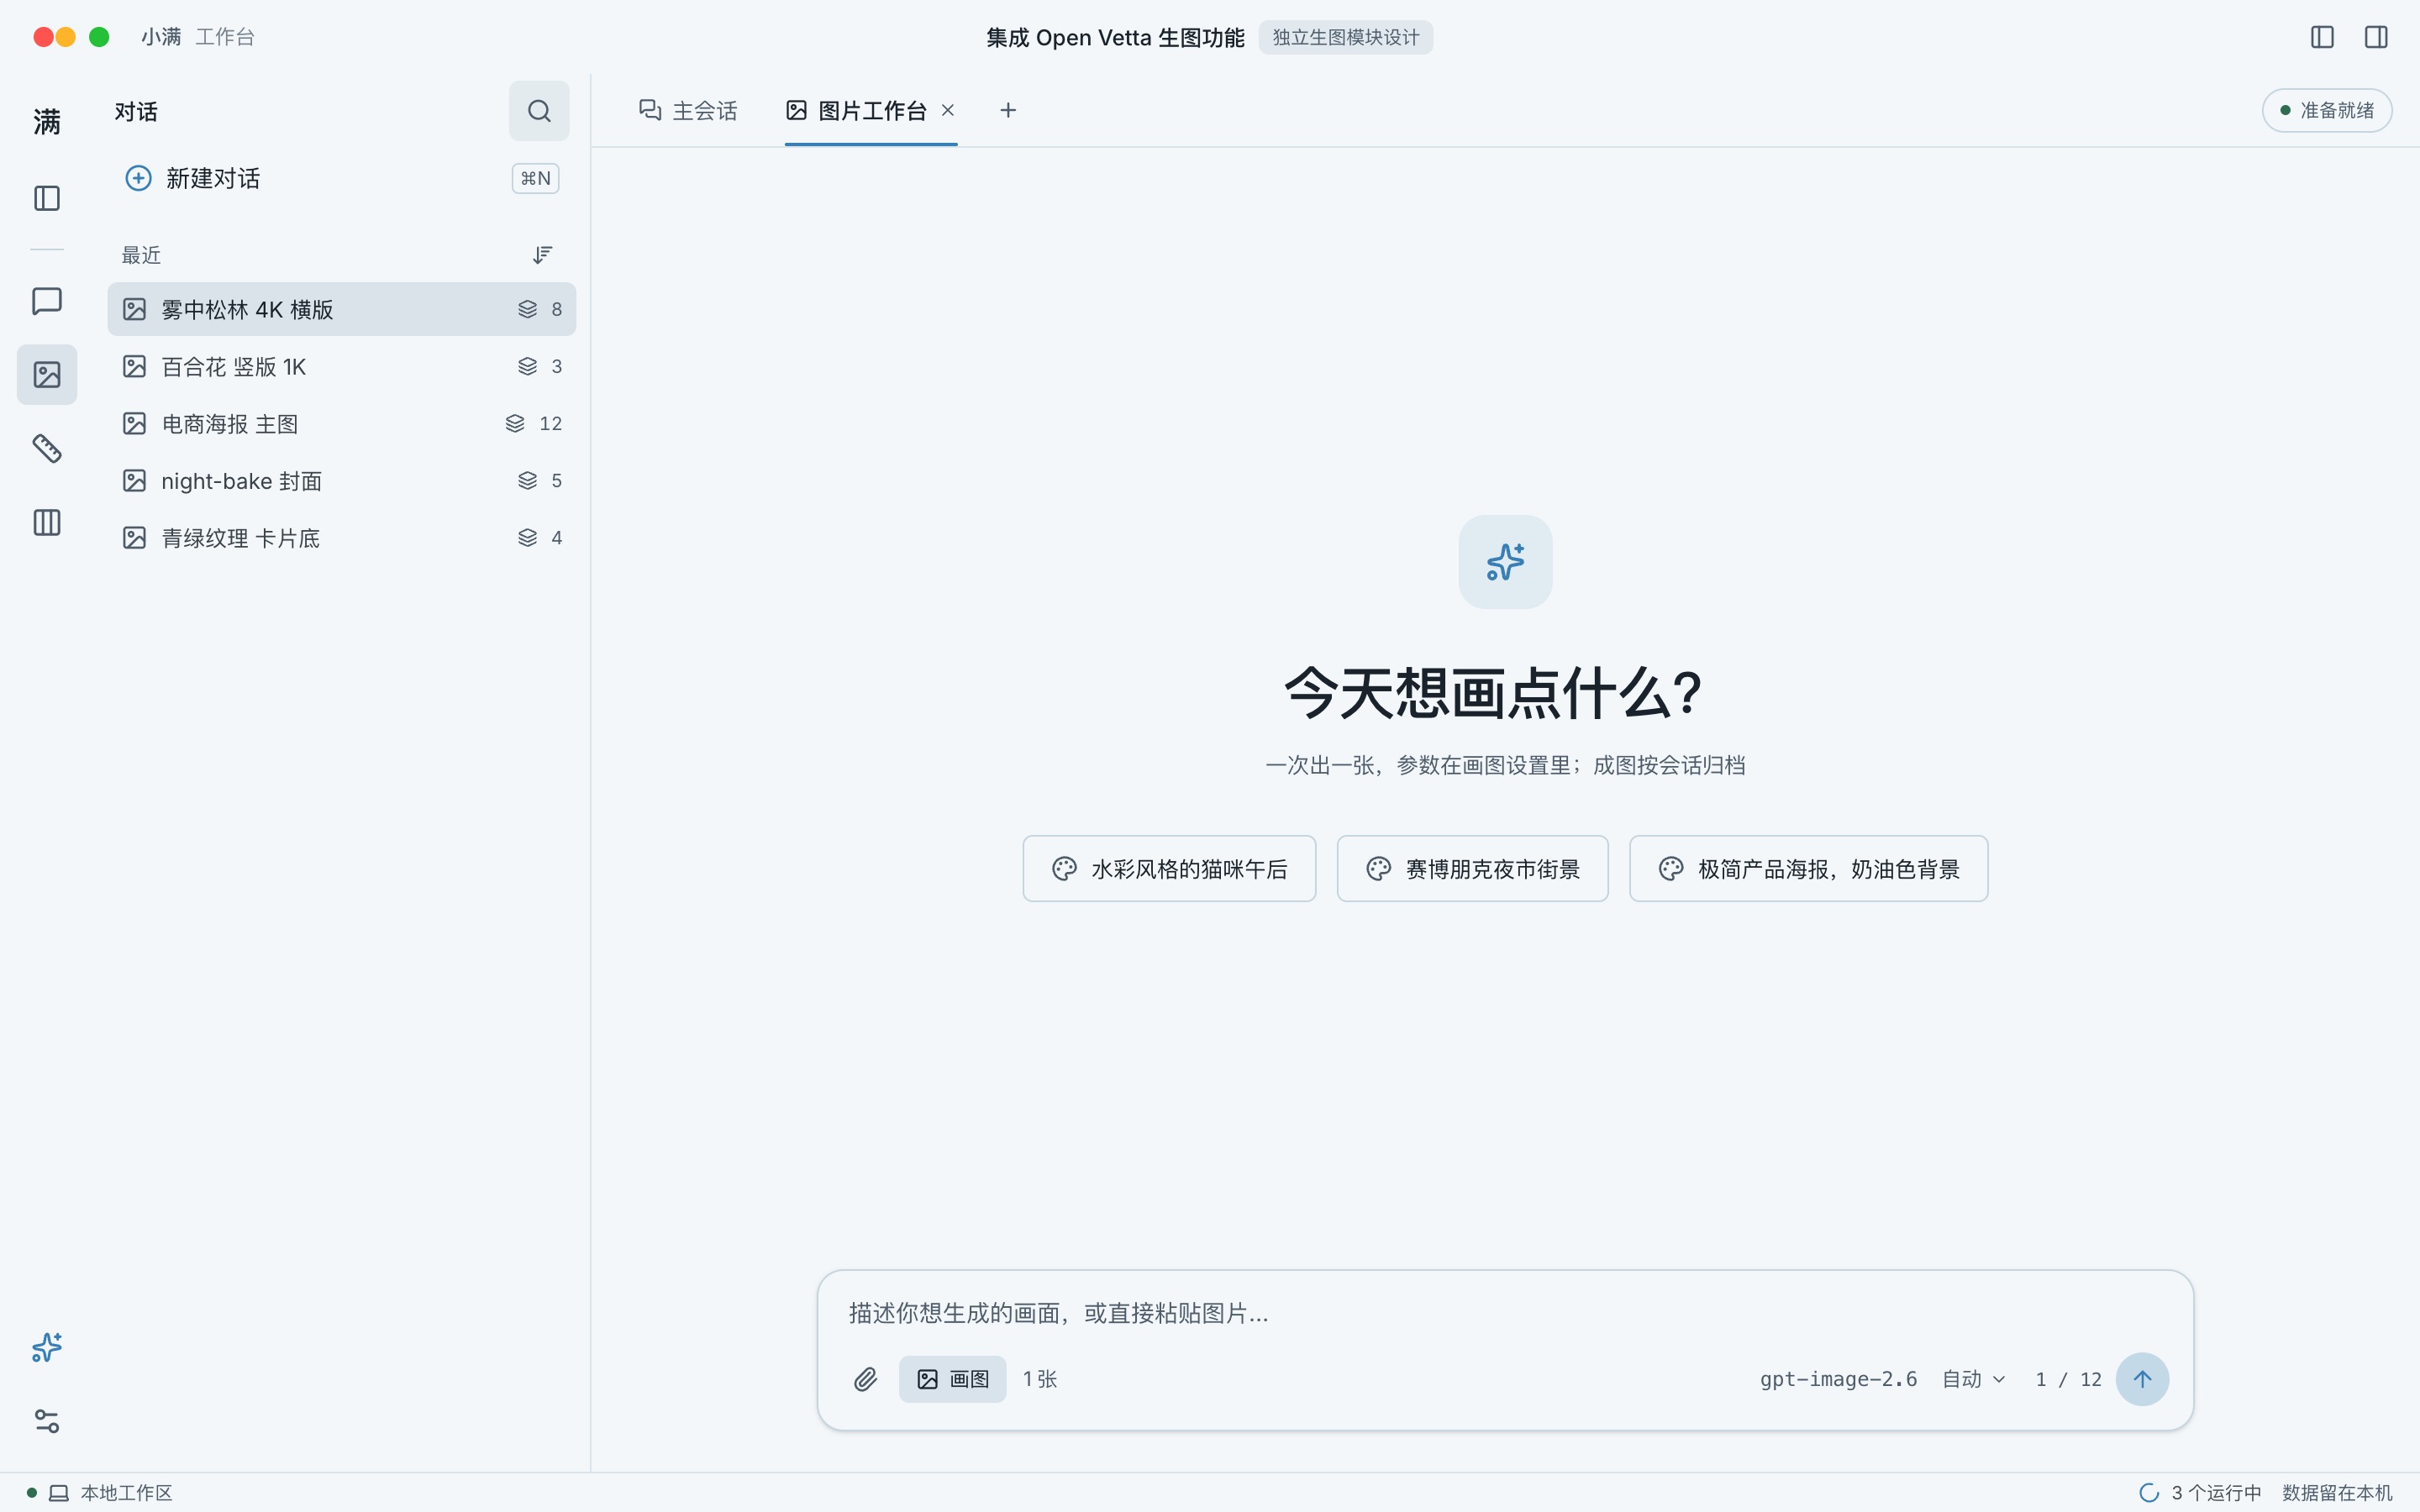 小满 工作台
集成 Open Vetta 生图功能 独立生图模块设计
满
对话
新建对话 ⌘N
最近
雾中松林 4K 横版 8
百合花 竖版 1K 3
电商海报 主图 12
night-bake 封面 5
青绿纹理 卡片底 4
主会话 图片工作台
准备就绪
今天想画点什么?
一次出一张，参数在画图设置里；成图按会话归档
水彩风格的猫咪午后 赛博朋克夜市街景 极简产品海报，奶油色背景
描述你想生成的画面，或直接粘贴图片...
画图 1 张 gpt-image-2.6 自动 1 / 12
本地工作区 3 个运行中 数据留在本机